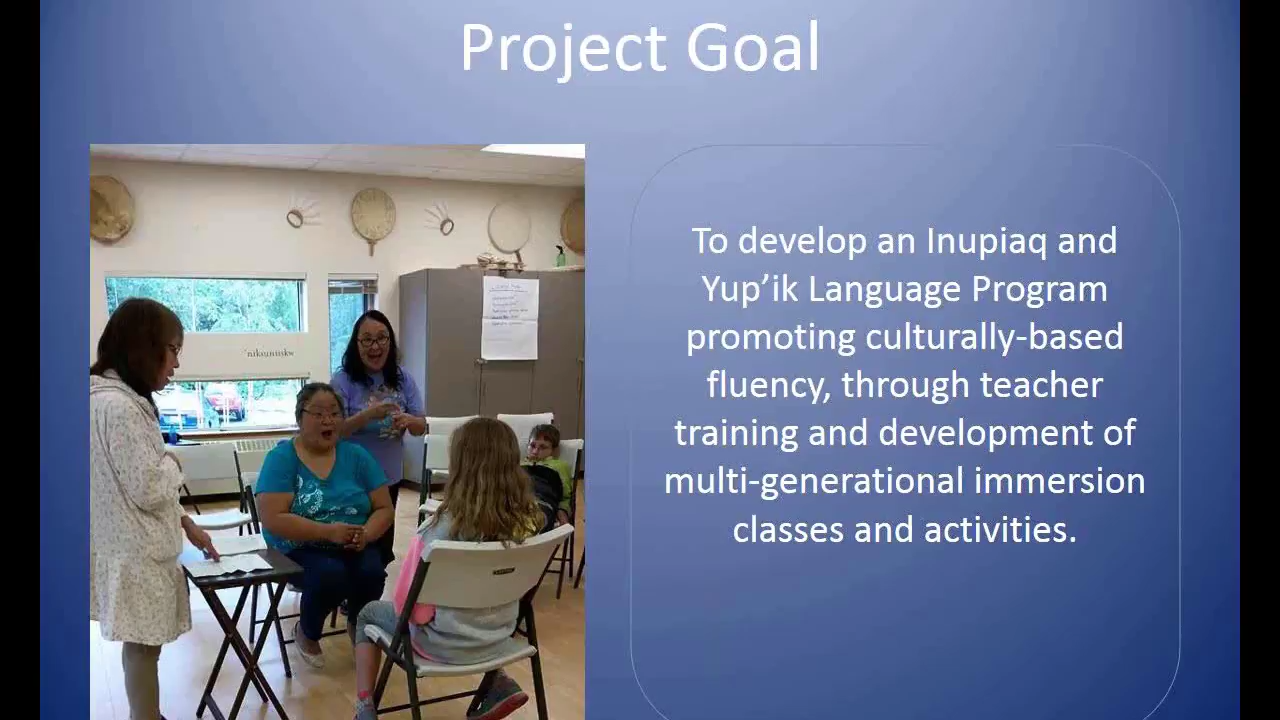 Project Goal
To develop an Inupiaq and
Yup’ik Language Program
promoting culturally-based
fluency, through teacher
training and development of
multi-generational immersion
classes and activities.